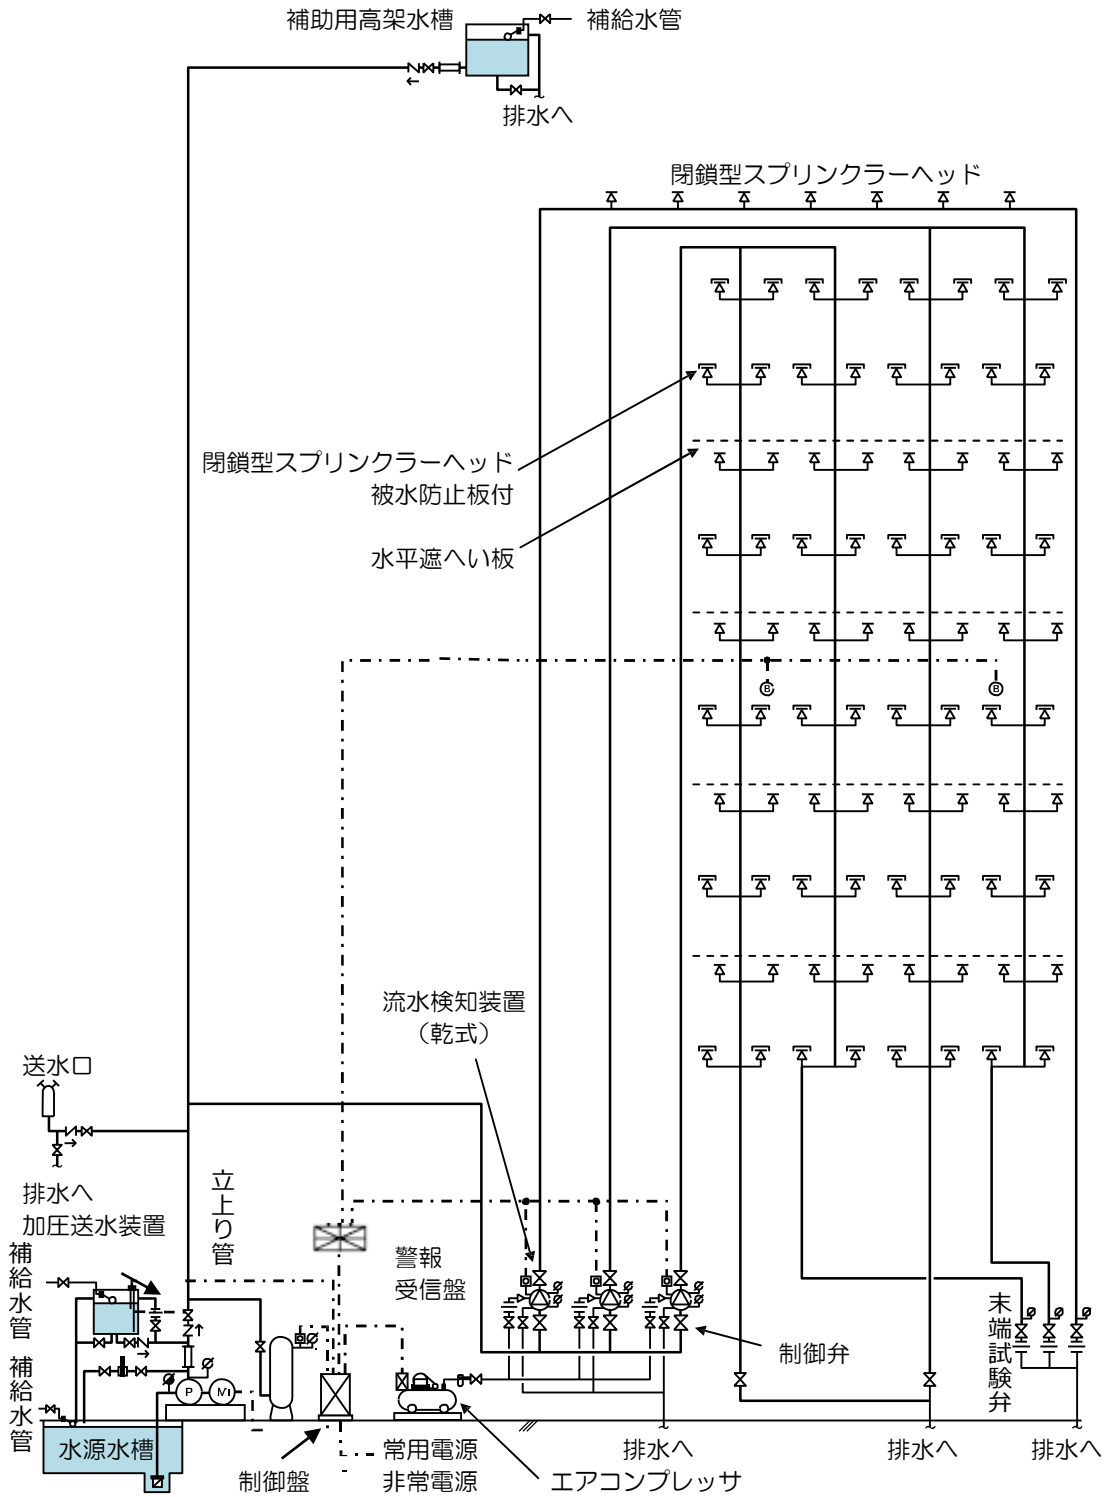 補助用高架水槽
補給水管
排水へ
閉鎖型スプリンクラーヘッド
閉鎖型スプリンクラーヘッド
被水防止板付
水平遮へい板
B
B
流水検知装置
（乾式）
送水口
排水へ
加圧送水装置
立上り管
補給水管
警報
受信盤
末端試験弁
制御弁
補給水管
P
M
水源水槽
制御盤
常用電源
非常電源
エアコンプレッサ
排水へ
排水へ
排水へ